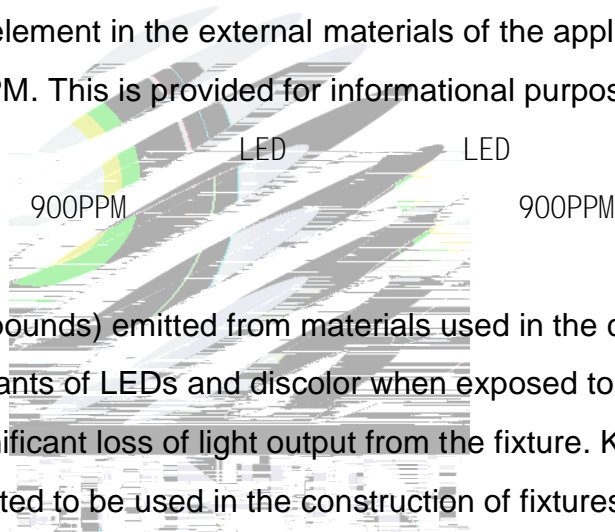 element in the external materials of the appl
PM. This is provided for informational purpos
LED LED
900PPM 900PPM
ounds) emitted from materials used in the c
ants of LEDs and discolor when exposed to
nificant loss of light output from the fixture. K
ted to be used in the construction of fixtures